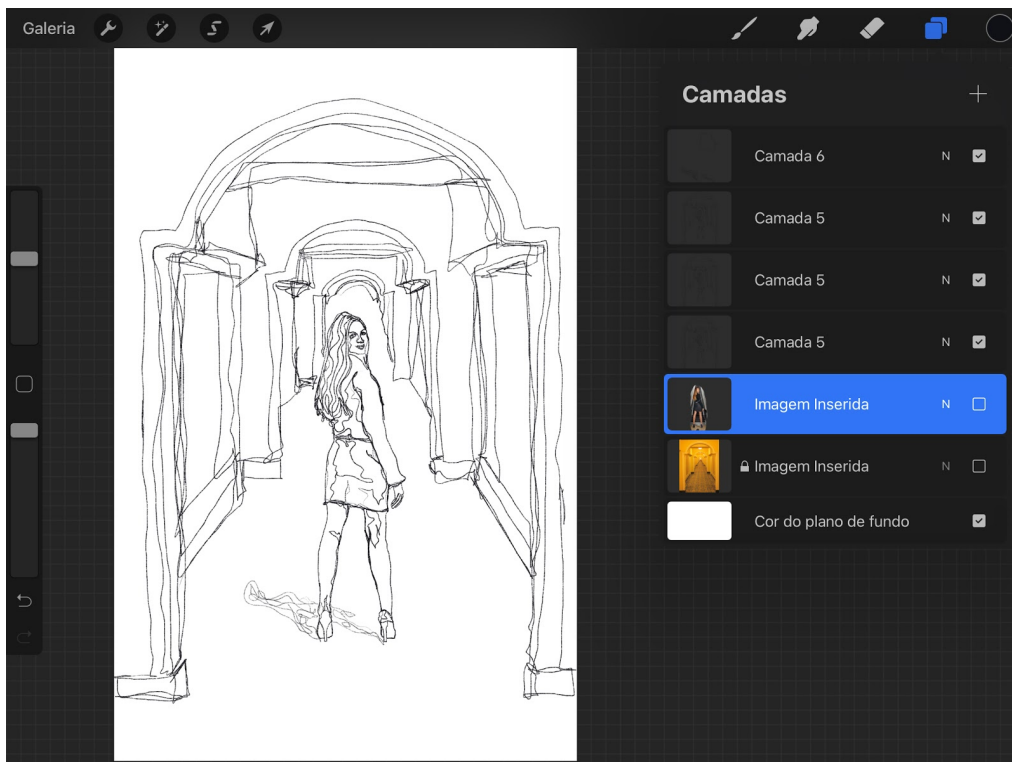 Galeria
Camadas
Camada 6 N
Camada 5 N
Camada 5 N
Camada 5 N
Imagem Inserida N
Imagem Inserida N
Cor do plano de fundo